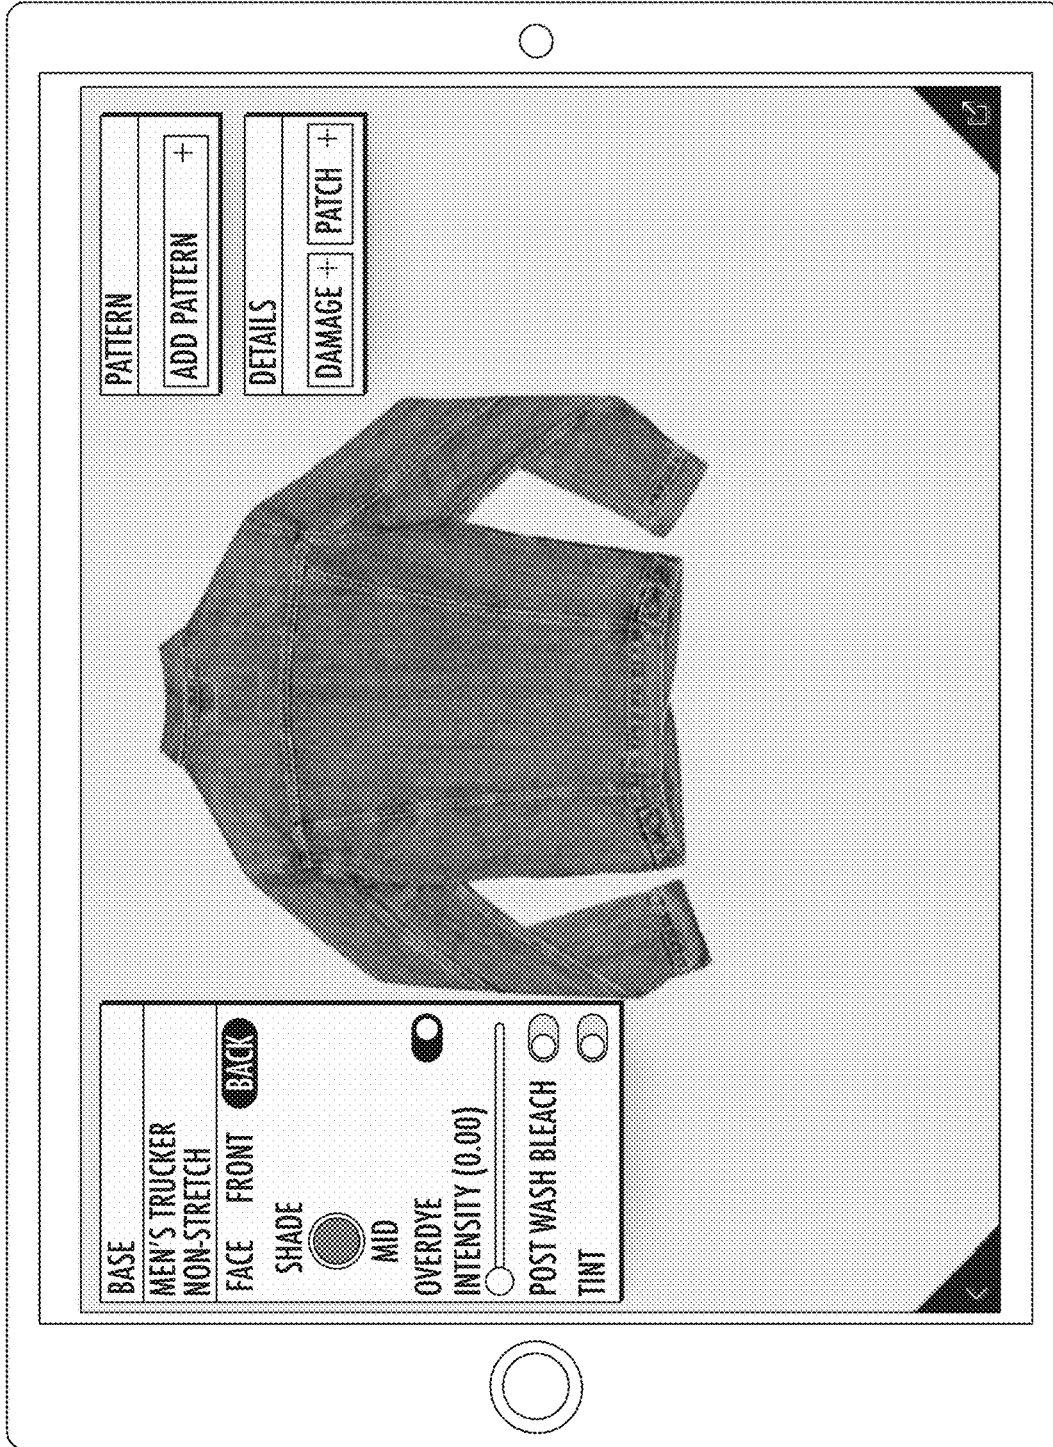 BASE
MEN'S TRUCKER
NON-STRETCH
FACE FRONT BACK
SHADE
MID
OVERDYE
INTENSITY (0.00)
POST WASH BLEACH
TINT
PATTERN
ADD PATTERN +
DETAILS
DAMAGE + PATCH +